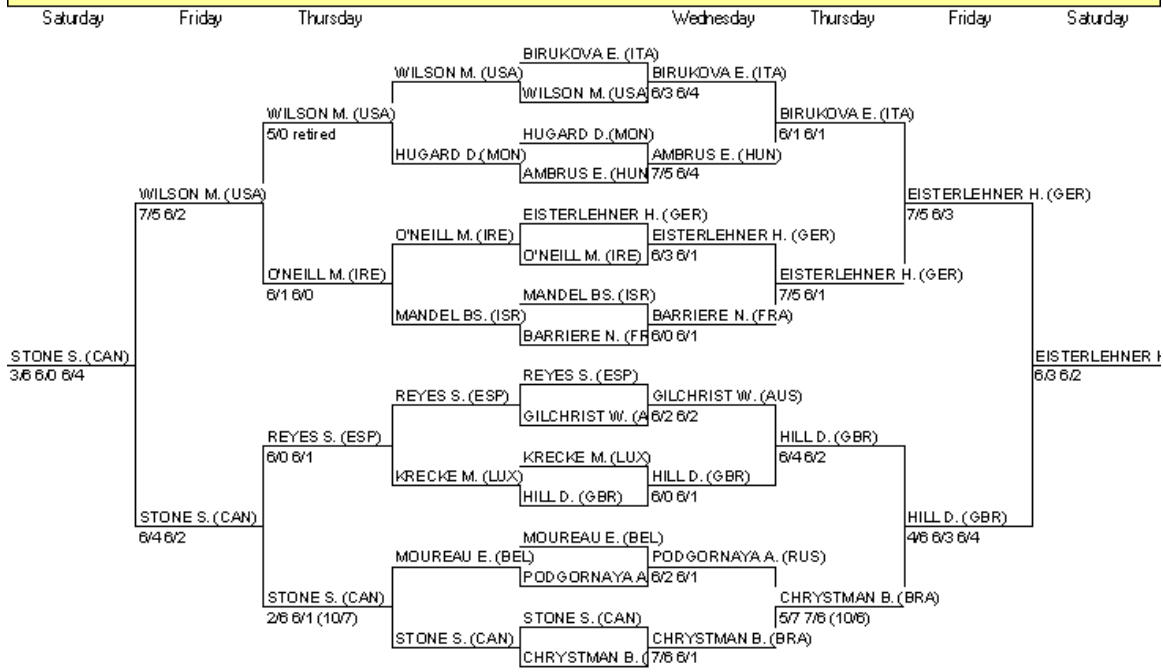 Saturday Friday Thursday Wednesday Thursday Friday Saturday
BIRUKOVA E. (ITA)
WILSON M. (USA) BIRUKOVA E. (ITA)
WILSON M. (USA 6/3 6/4
WILSON M. (USA) BIRUKOVA E. (ITA)
5/0 retired HUGARD D.(MON) 6/1 6/1
HUGARD D.(MON) AMBRUS E. (HUN)
AMBRUS E. (HUN 7/5 6/4
WILSON M. (USA) EISTERLEHNER H. (GER)
7/5 6/2 EISTERLEHNER H. (GER) 7/5 6/3
O'NEILL M. (IRE) EISTERLEHNER H. (GER)
O'NEILL M. (IRE) 6/3 6/1
O'NEILL M. (IRE) EISTERLEHNER H. (GER)
6/1 6/0 MANDEL BS. (ISR) 7/5 6/1
MANDEL BS. (ISR) BARRIERE N. (FRA)
BARRIERE N. (FR 6/0 6/1
STONE S. (CAN) EISTERLEHNER H
3/6 6/0 6/4 REYES S. (ESP) 6/3 6/2
REYES S. (ESP) GILCHRIST W. (AUS)
GILCHRIST W. (A 6/2 6/2
REYES S. (ESP) HILL D. (GBR)
6/0 6/1 KRECKE M. (LUX) 6/4 6/2
KRECKE M. (LUX) HILL D. (GBR)
HILL D. (GBR) 6/0 6/1
STONE S. (CAN) HILL D. (GBR)
6/4 6/2 MOUREAU E. (BEL) 4/6 6/3 6/4
MOUREAU E. (BEL) PODGORNAYA A. (RUS)
PODGORNAYA A 6/2 6/1
STONE S. (CAN) CHRYSTMAN B. (BRA)
2/6 6/1 (10/7) STONE S. (CAN) 5/7 7/6 (10/6)
STONE S. (CAN) CHRYSTMAN B. (BRA)
CHRYSTMAN B. ( 7/6 6/1